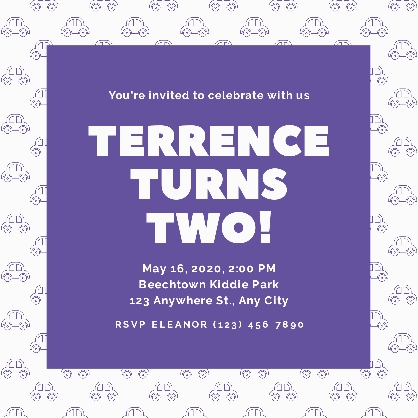 You're invited to celebrate with us
TERRENCE
TURNS
TWO!
May 16, 2020, 2:00 PM
Beechtown Kiddie Park
123 Anywhere St., Any City
RSVP ELEANOR (123) 456 7890